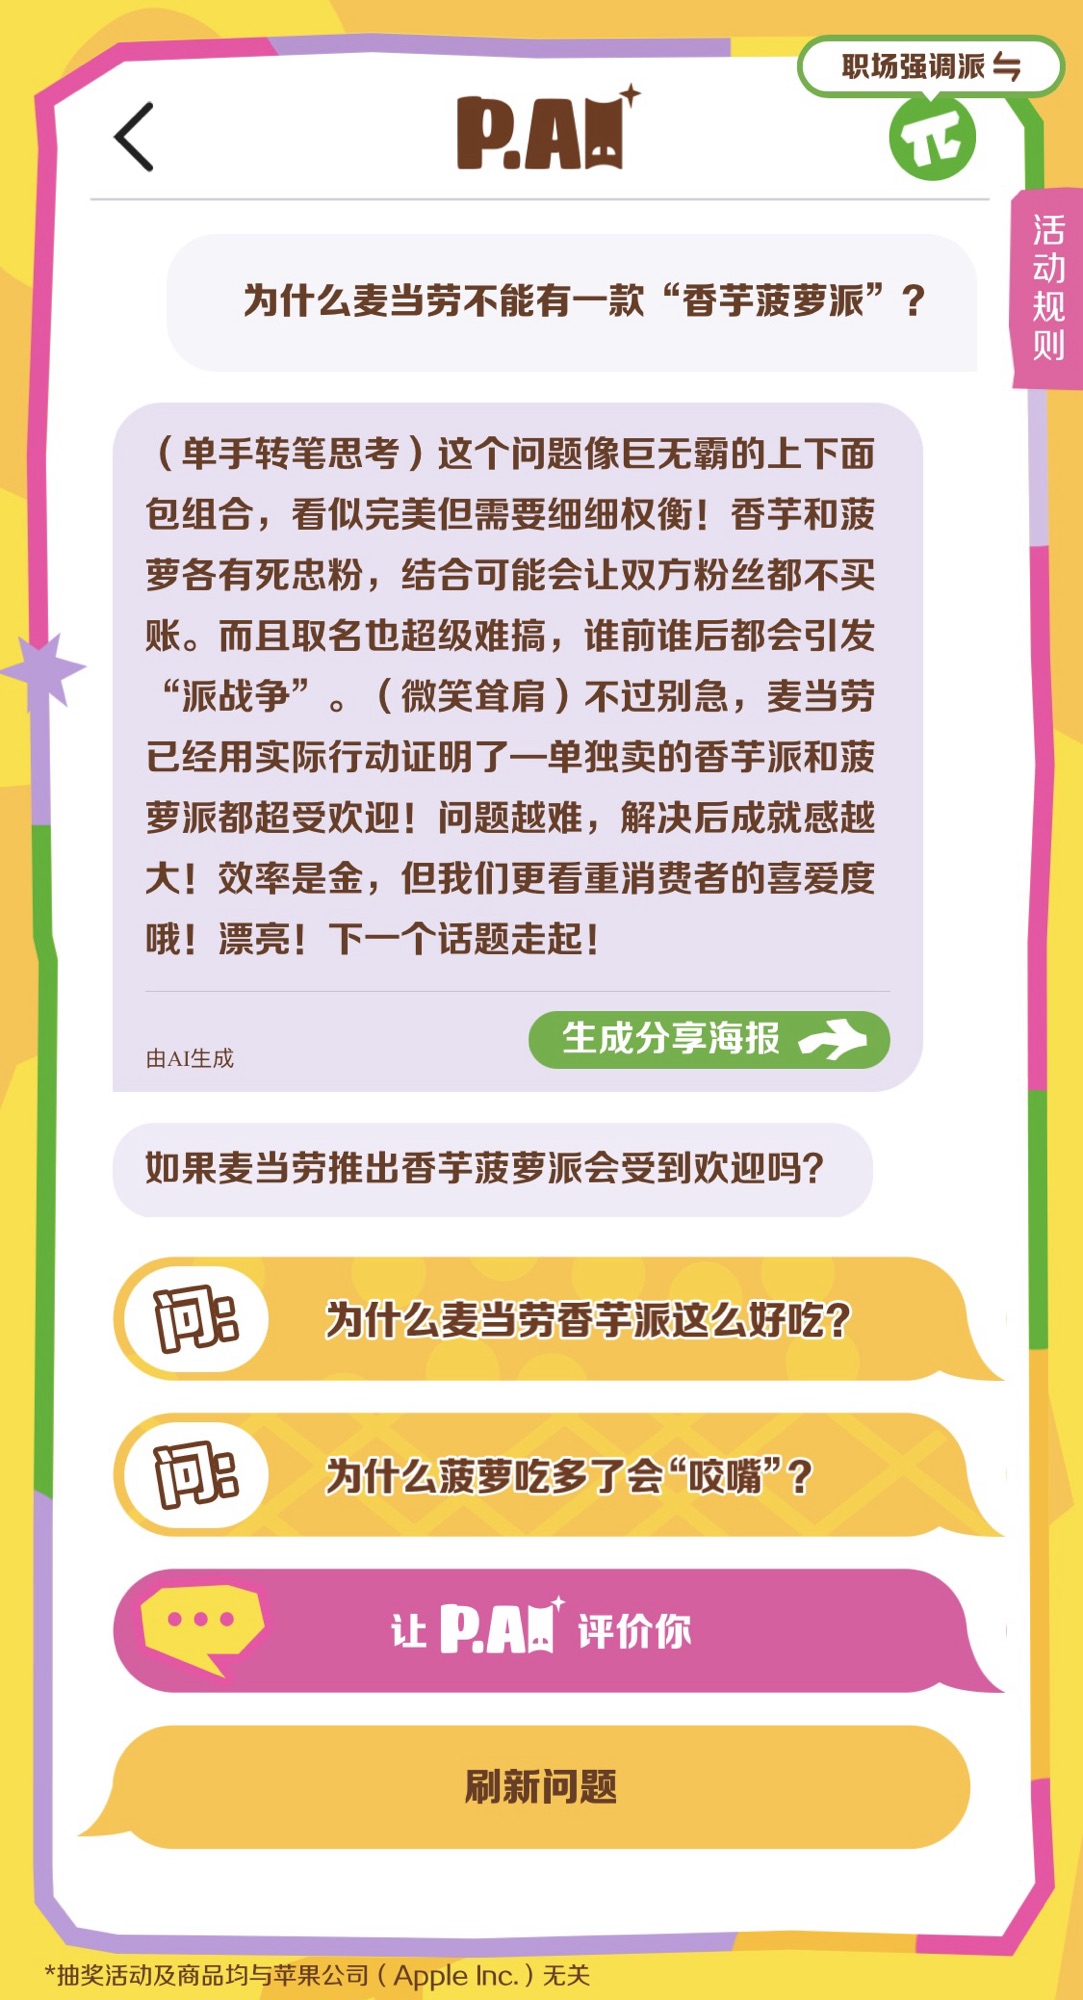 职场强调派
P.AI
活动规则
为什么麦当劳不能有一款“香芋菠萝派”?
（单手转笔思考）这个问题像巨无霸的上下面
包组合，看似完美但需要细细权衡！香芋和菠
萝各有死忠粉，结合可能会让双方粉丝都不买
账。而且取名也超级难搞，谁前谁后都会引发
“派战争”。（微笑耸肩）不过别急，麦当劳
已经用实际行动证明了—单独卖的香芋派和菠
萝派都超受欢迎！问题越难，解决后成就感越
大！效率是金，但我们更看重消费者的喜爱度
哦！漂亮！下一个话题走起！
由AI生成
生成分享海报
如果麦当劳推出香芋菠萝派会受到欢迎吗?
问: 为什么麦当劳香芋派这么好吃?
问: 为什么菠萝吃多了会“咬嘴”?
让 P.AI 评价你
刷新问题
*抽奖活动及商品均与苹果公司（Apple Inc.）无关